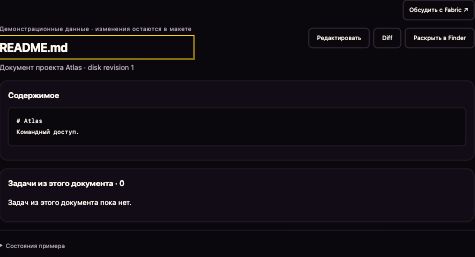 Обсудить с Fabric ↗
Демонстрационные данные · изменения остаются в макете
README.md
Редактировать
Diff
Раскрыть в Finder
Документ проекта Atlas · disk revision 1
Содержимое
# Atlas
Командный доступ.
Задачи из этого документа · 0
Задач из этого документа пока нет.
Состояния примера